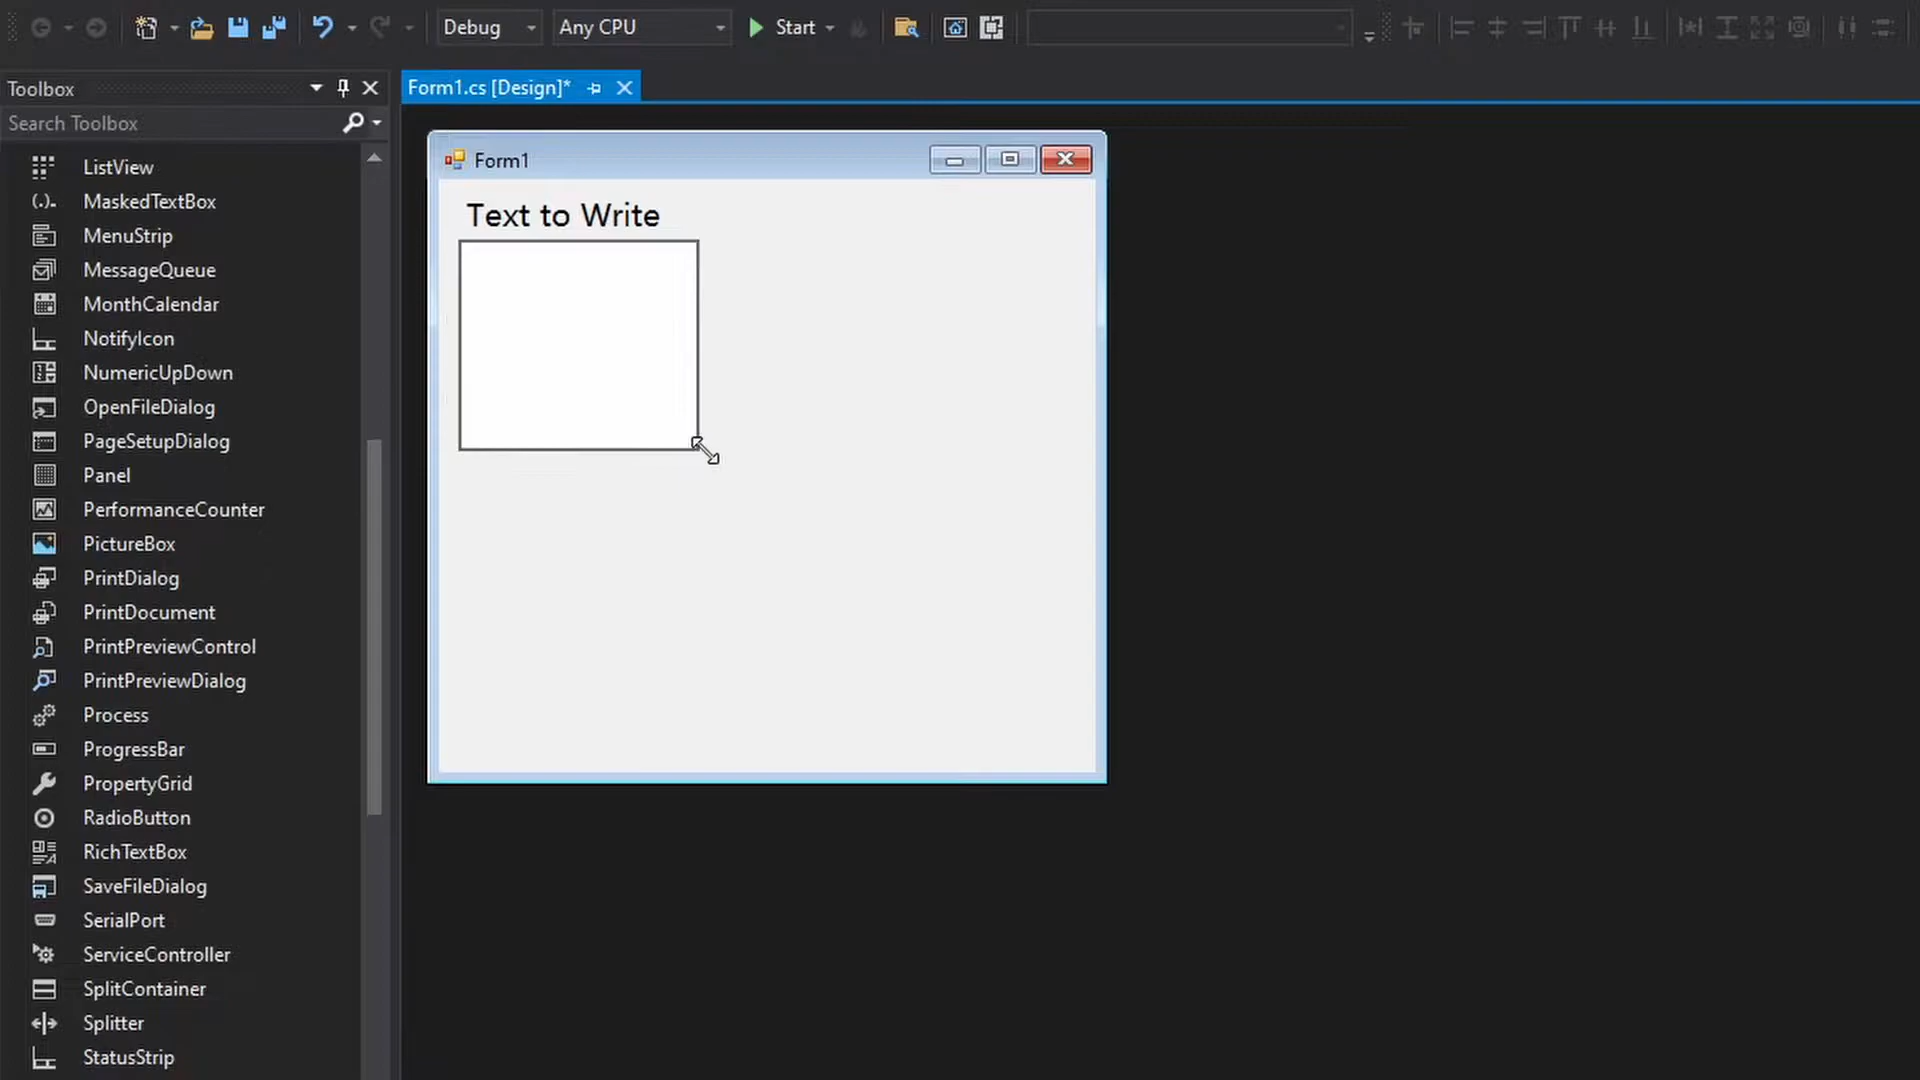 Debug
Any CPU
Start
Toolbox
Form1.cs [Design]*
Search Toolbox
Form1
Text to Write
ListView
MaskedTextBox
MenuStrip
MessageQueue
MonthCalendar
NotifyIcon
NumericUpDown
OpenFileDialog
PageSetupDialog
Panel
PerformanceCounter
PictureBox
PrintDialog
PrintDocument
PrintPreviewControl
PrintPreviewDialog
Process
ProgressBar
PropertyGrid
RadioButton
RichTextBox
SaveFileDialog
SerialPort
ServiceController
SplitContainer
Splitter
StatusStrip